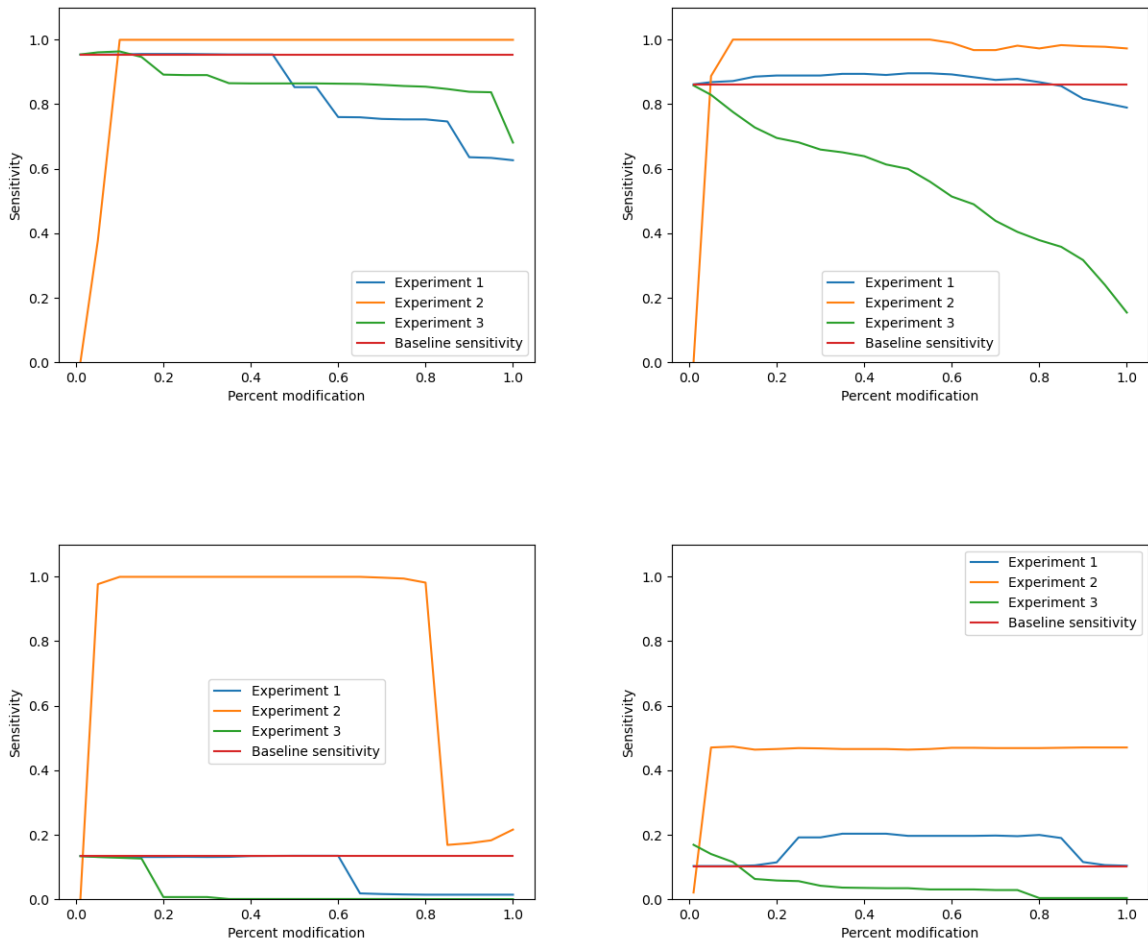 1.0
0.8
0.6
0.4
0.2
0.0
Sensitivity
Experiment 1
Experiment 2
Experiment 3
Baseline sensitivity
0.0 0.2 0.4 0.6 0.8 1.0
Percent modification
1.0
0.8
0.6
0.4
0.2
0.0
Sensitivity
Experiment 1
Experiment 2
Experiment 3
Baseline sensitivity
0.0 0.2 0.4 0.6 0.8 1.0
Percent modification
1.0
0.8
0.6
0.4
0.2
0.0
Sensitivity
Experiment 1
Experiment 2
Experiment 3
Baseline sensitivity
0.0 0.2 0.4 0.6 0.8 1.0
Percent modification
1.0
0.8
0.6
0.4
0.2
0.0
Sensitivity
Experiment 1
Experiment 2
Experiment 3
Baseline sensitivity
0.0 0.2 0.4 0.6 0.8 1.0
Percent modification